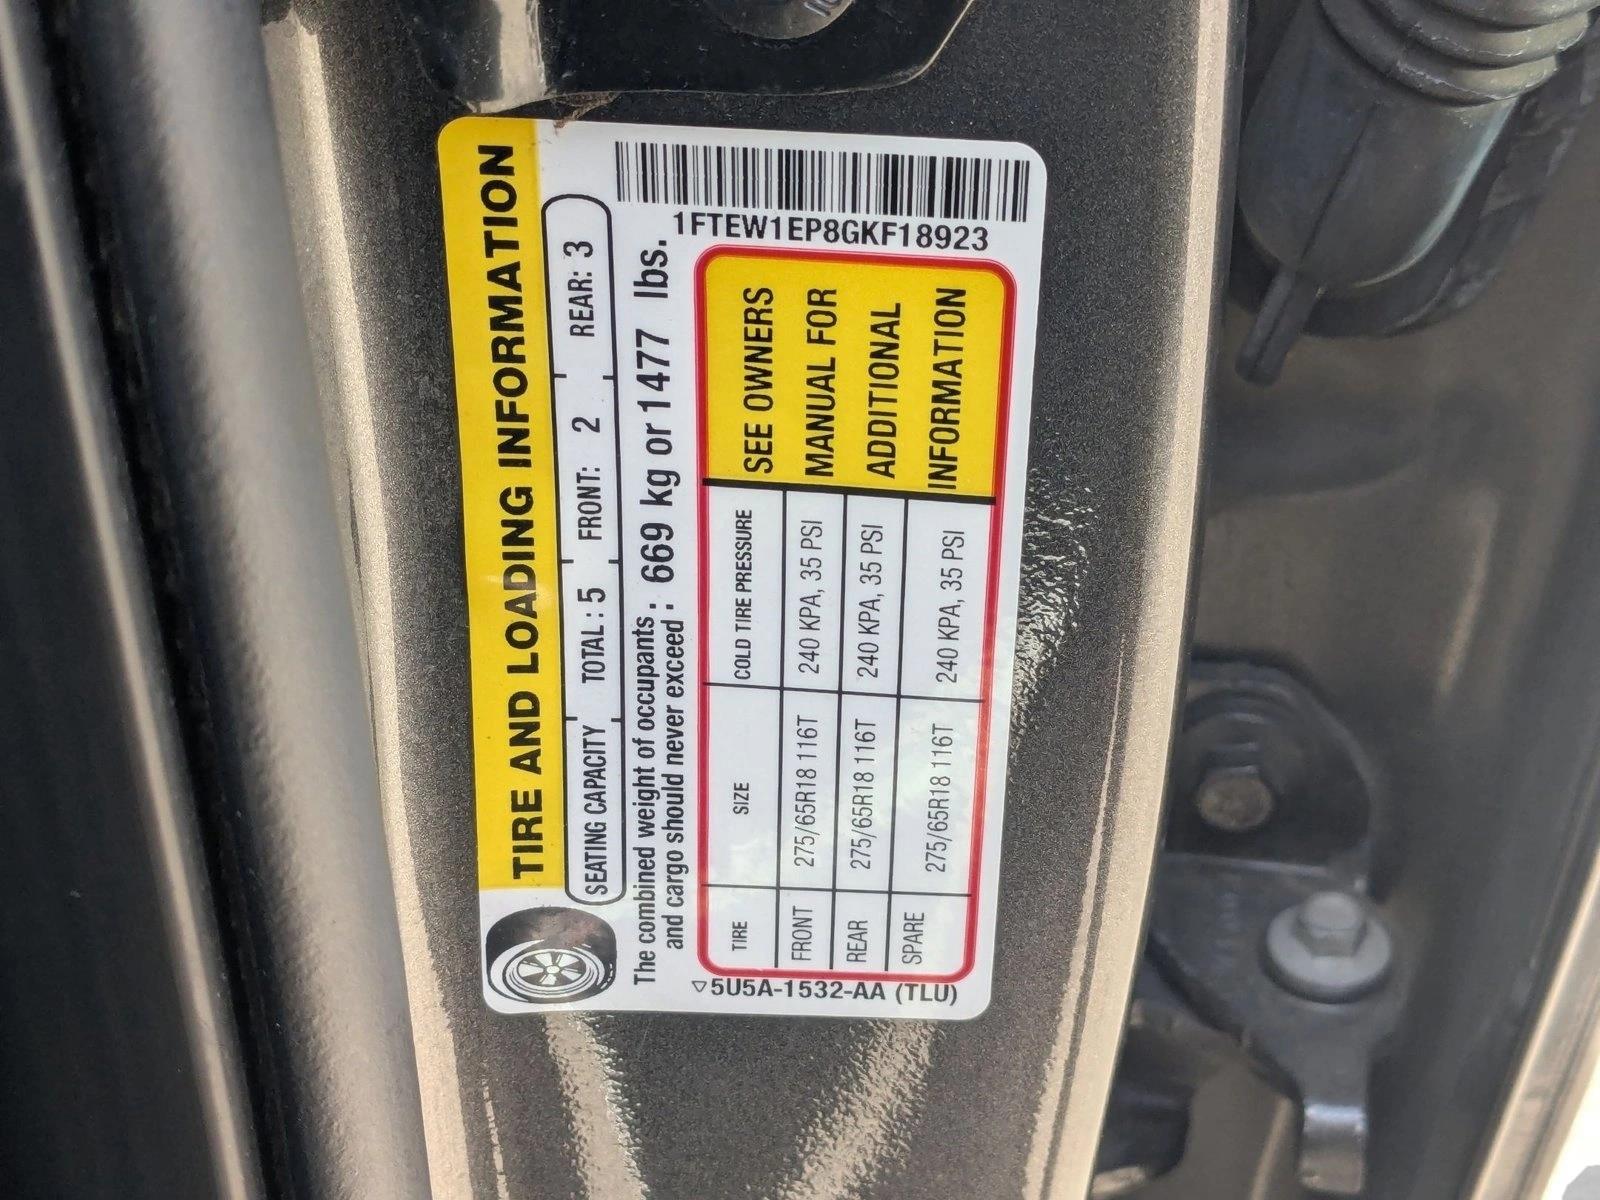 TIRE AND LOADING INFORMATION
SEATING CAPACITY TOTAL : 5 FRONT: 2 REAR: 3
The combined weight of occupants : 669 kg or 1477 lbs.
and cargo should never exceed :
1FTEW1EP8GKF18923
TIRE SIZE COLD TIRE PRESSURE
FRONT 275/65R18 116T 240 KPA, 35 PSI
REAR 275/65R18 116T 240 KPA, 35 PSI
SPARE 275/65R18 116T 240 KPA, 35 PSI
SEE OWNERS
MANUAL FOR
ADDITIONAL
INFORMATION
5U5A-1532-AA (TLU)